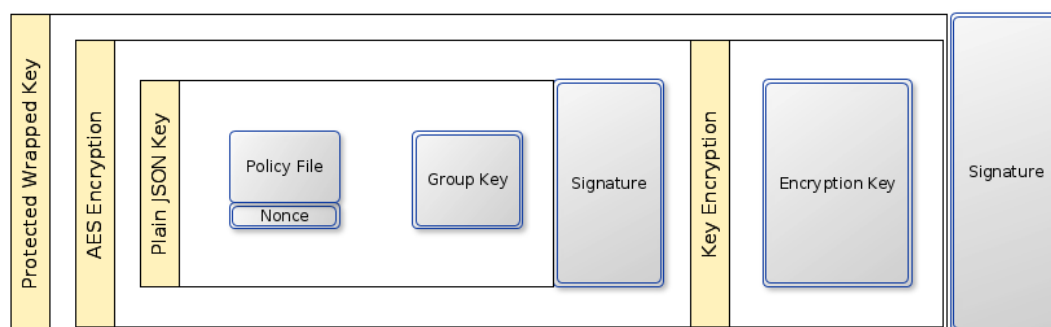 Protected Wrapped Key
AES Encryption
Plain JSON Key
Policy File
Nonce
Group Key
Signature
Key Encryption
Encryption Key
Signature